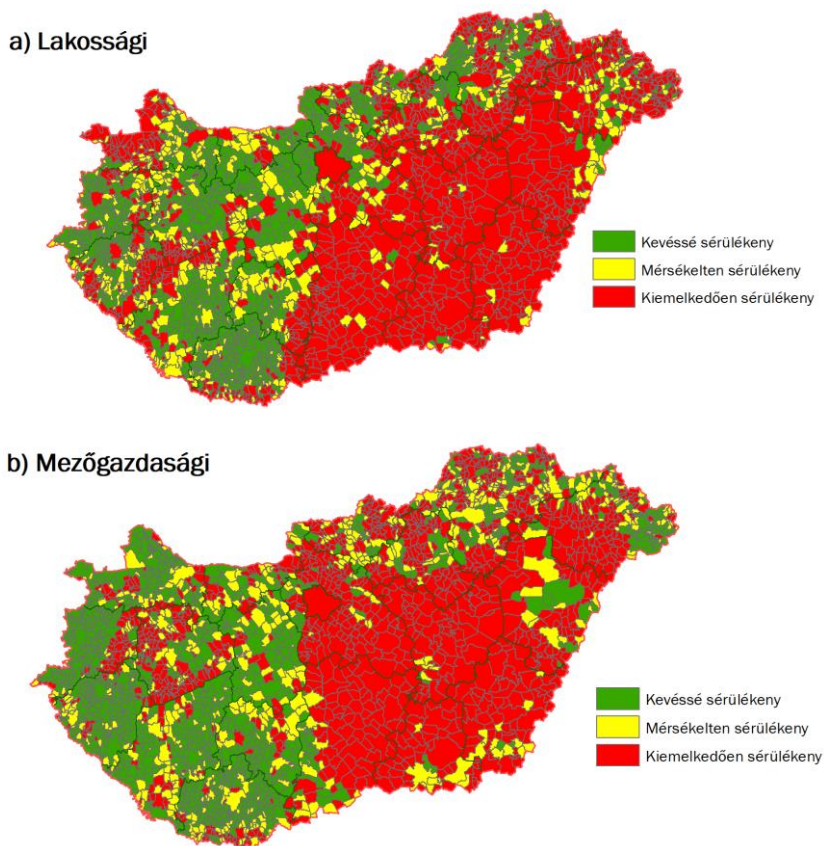 a) Lakossági
Kevéssé sérülékeny
Mérsékelten sérülékeny
Kiemelkedően sérülékeny
b) Mezőgazdasági
Kevéssé sérülékeny
Mérsékelten sérülékeny
Kiemelkedően sérülékeny